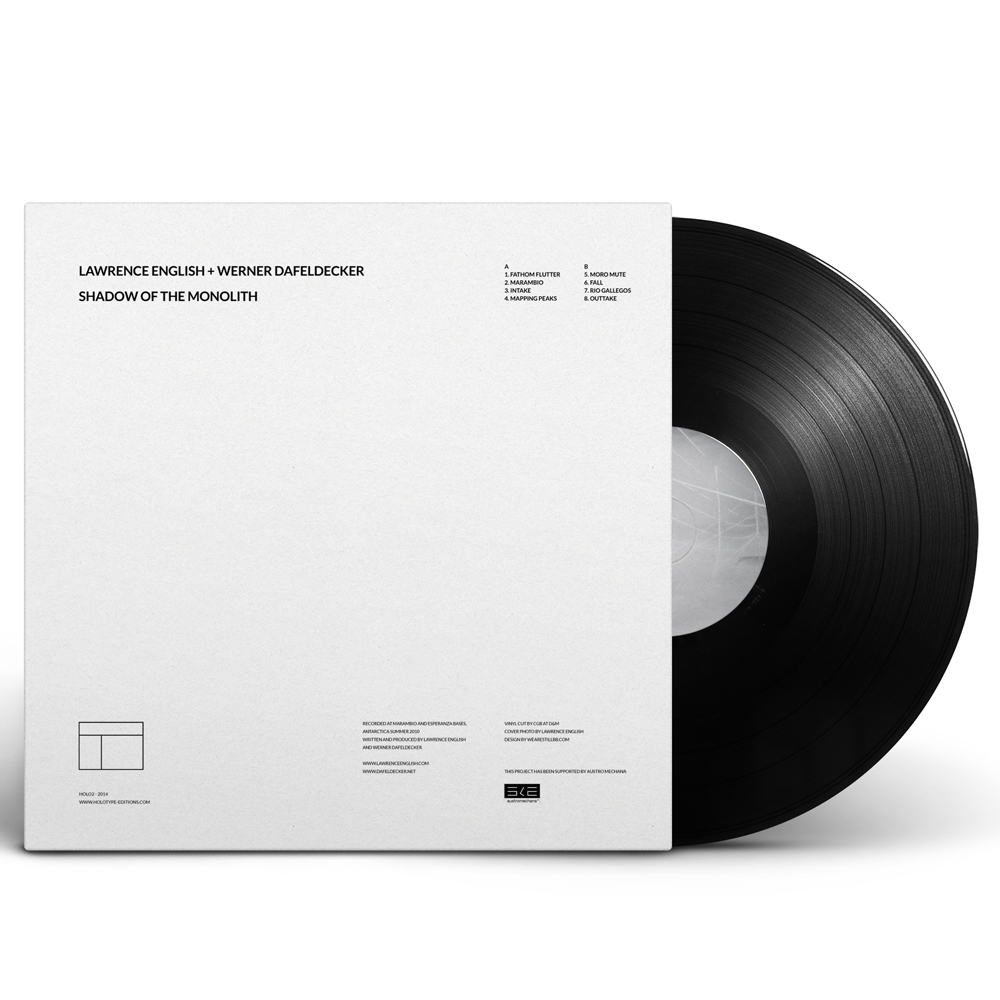 LAWRENCE ENGLISH + WERNER DAFELDECKER
SHADOW OF THE MONOLITH
A
1. FATHOM FLUTTER
2. MARAMBIO
3. INTAKE
4. MAPPING PEAKS
B
5. MORO MUTE
6. FALL
7. RIO GALLEGOS
8. OUTTAKE
HOLO2 - 2014
WWW.HOLOTYPE-EDITIONS.COM
RECORDED AT MARAMBIO AND ESPERANZA BASES,
ANTARCTICA SUMMER 2010
WRITTEN AND PRODUCED BY LAWRENCE ENGLISH
AND WERNER DAFELDECKER
WWW.LAWRENCEENGLISH.COM
WWW.DAFELDECKER.NET
VINYL CUT BY CGB AT D&M
COVER PHOTO BY LAWRENCE ENGLISH
DESIGN BY WEARESTILLBB.COM
THIS PROJECT HAS BEEN SUPPORTED BY AUSTRO MECHANA
SKE
austromechana